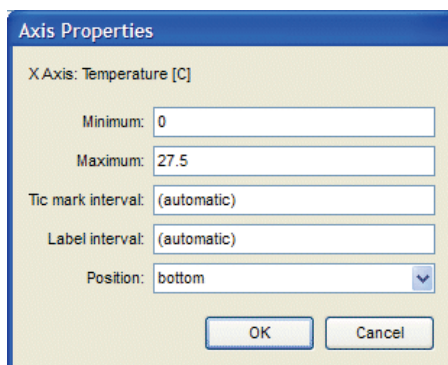 Axis Properties
X Axis: Temperature [C]
Minimum: 0
Maximum: 27.5
Tic mark interval: (automatic)
Label interval: (automatic)
Position: bottom
OK Cancel